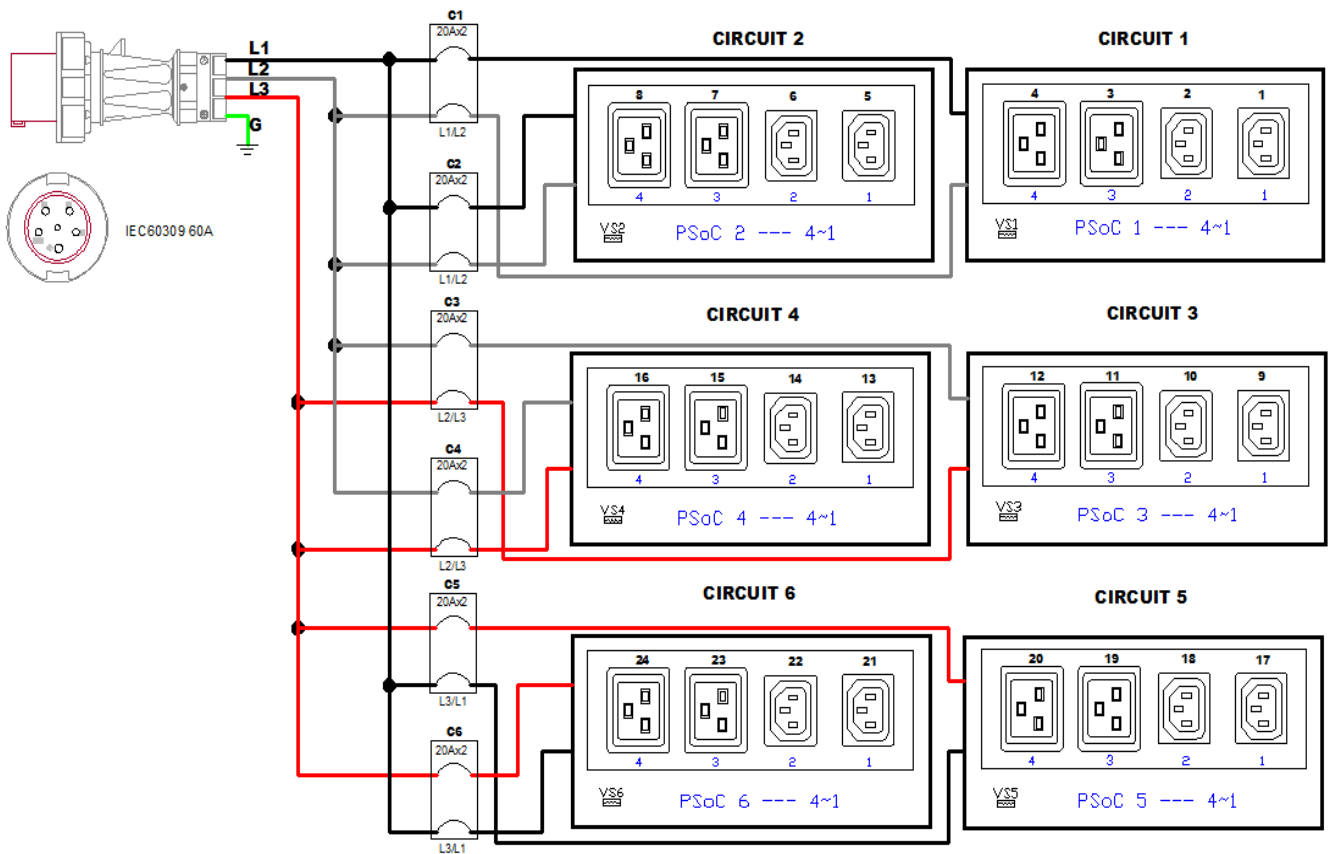 C1
20Ax2
L1/L2
L1
L2
L3
G
IEC60309 60A
CIRCUIT 2
8 7 6 5
4 3 2 1
VS2
PSoC 2 --- 4~1
CIRCUIT 1
4 3 2 1
4 3 2 1
VS1
PSoC 1 --- 4~1
C2
20Ax2
L1/L2
C3
20Ax2
L2/L3
CIRCUIT 4
16 15 14 13
4 3 2 1
VS4
PSoC 4 --- 4~1
CIRCUIT 3
12 11 10 9
4 3 2 1
VS3
PSoC 3 --- 4~1
C4
20Ax2
L2/L3
C5
20Ax2
L3/L1
CIRCUIT 6
24 23 22 21
4 3 2 1
VS6
PSoC 6 --- 4~1
CIRCUIT 5
20 19 18 17
4 3 2 1
VS5
PSoC 5 --- 4~1
C6
20Ax2
L3/L1